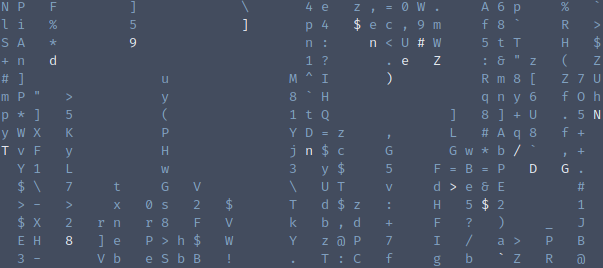 N P F ] \ 4 e z , = 0 W . A 6 p % `
l i % 5 ] p 4 $ e c , 9 m f 8 ` R >
S A * 9 n : n < U # W 5 t T H $
+ n d 1 ? . e Z : & " z ( Z
# ] u M ^ I ) R m 8 [ Z 7 U
m P " > y 8 ` H q n y 6 f O h
p * ] 5 ( 1 t Q ] 8 ] + U . 5 N
y W X K P Y D = z , L # A q 8 f +
T v F y H j n c $ G G w * b / ` , +
Y 1 L w 3 ¥ y 5 F B = P D G .
$ \ 7 t G V \ U T v d > e & E #
> - > x 0 s 2 $ T $ $ z : H 5 $ 2 1
$ X 2 r n r 8 F V K b d + F ? ) J
E H 8 ] e P > h $ W k z @ P 7 I / a > _ B
3 - V b e S b B ! . T : C f g b ` Z P R @